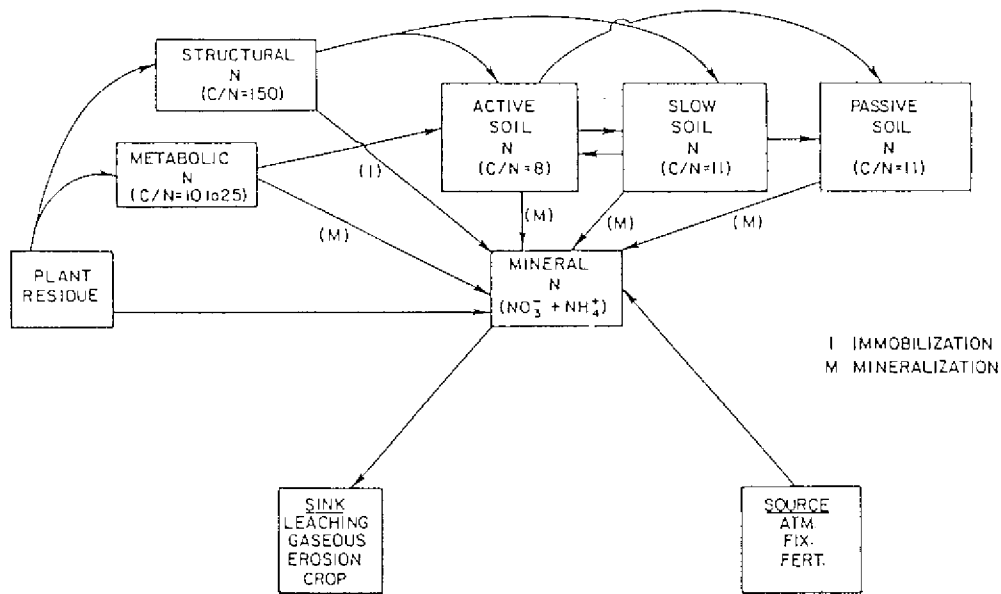 STRUCTURAL
N
(C/N=150)
METABOLIC
N
(C/N=10 to 25)
PLANT
RESIDUE
ACTIVE
SOIL
N
(C/N=8)
SLOW
SOIL
N
(C/N=11)
PASSIVE
SOIL
N
(C/N=11)
(I)
(M)
(M)
(M)
(M)
MINERAL
N
(NO₃⁻ + NH₄⁺)
I IMMOBILIZATION
M MINERALIZATION
SINK
LEACHING
GASEOUS
EROSION
CROP
SOURCE
ATM.
FIX.
FERT.